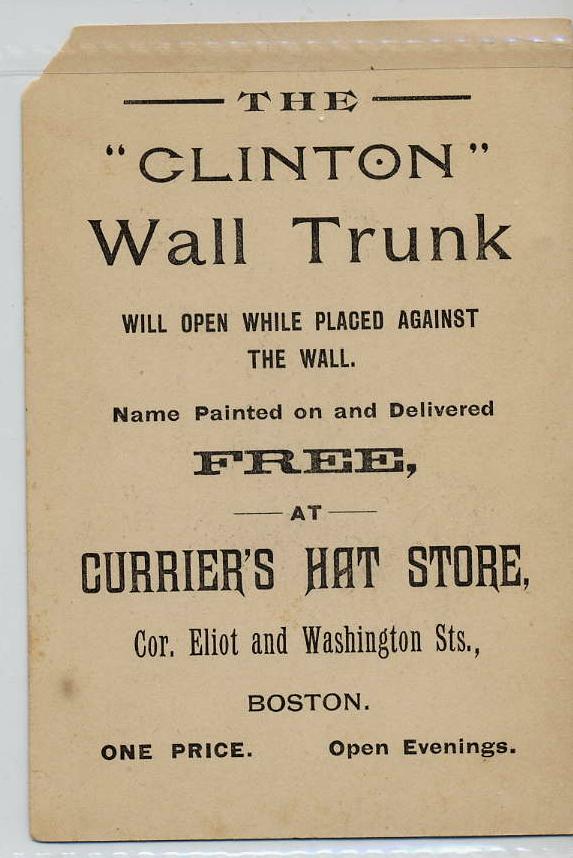 THE
“CLINTON”
Wall Trunk
WILL OPEN WHILE PLACED AGAINST
THE WALL.
Name Painted on and Delivered
FREE,
AT
CURRIER'S HAT STORE,
Cor. Eliot and Washington Sts.,
BOSTON.
ONE PRICE. Open Evenings.